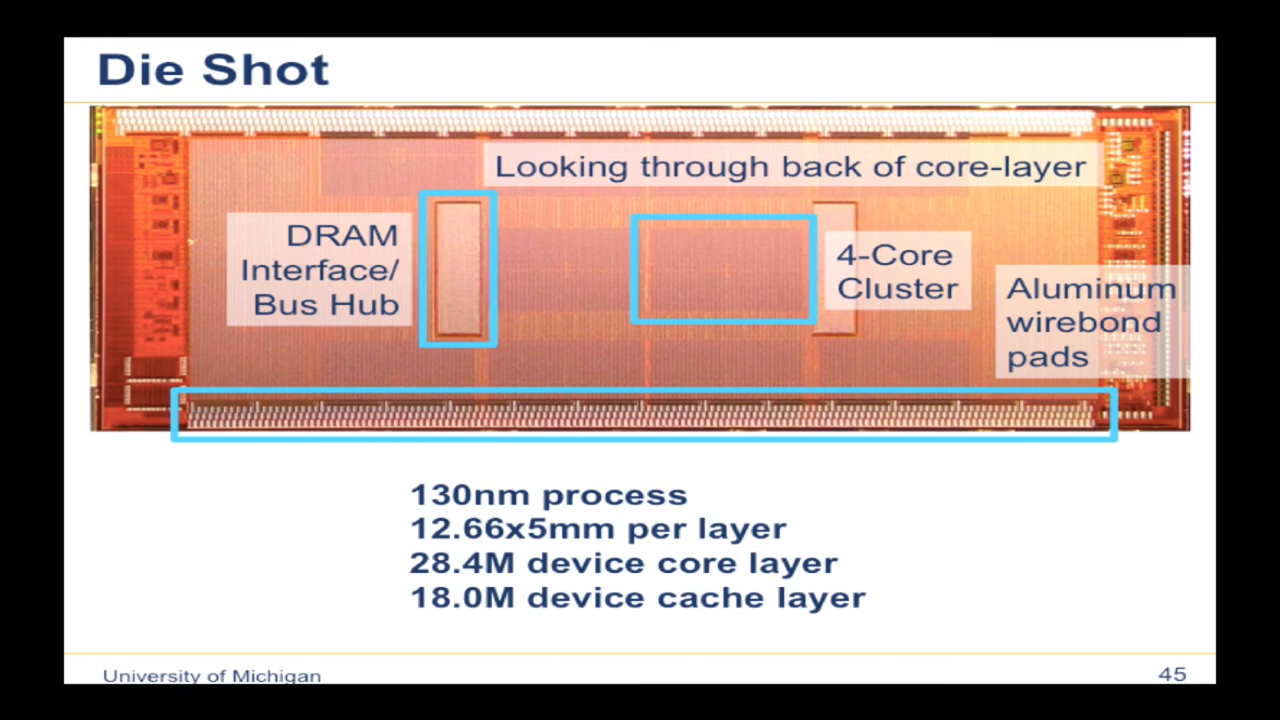 Die Shot
Looking through back of core-layer
DRAM
Interface/
Bus Hub
4-Core
Cluster
Aluminum
wirebond
pads
130nm process
12.66x5mm per layer
28.4M device core layer
18.0M device cache layer
University of Michigan
45